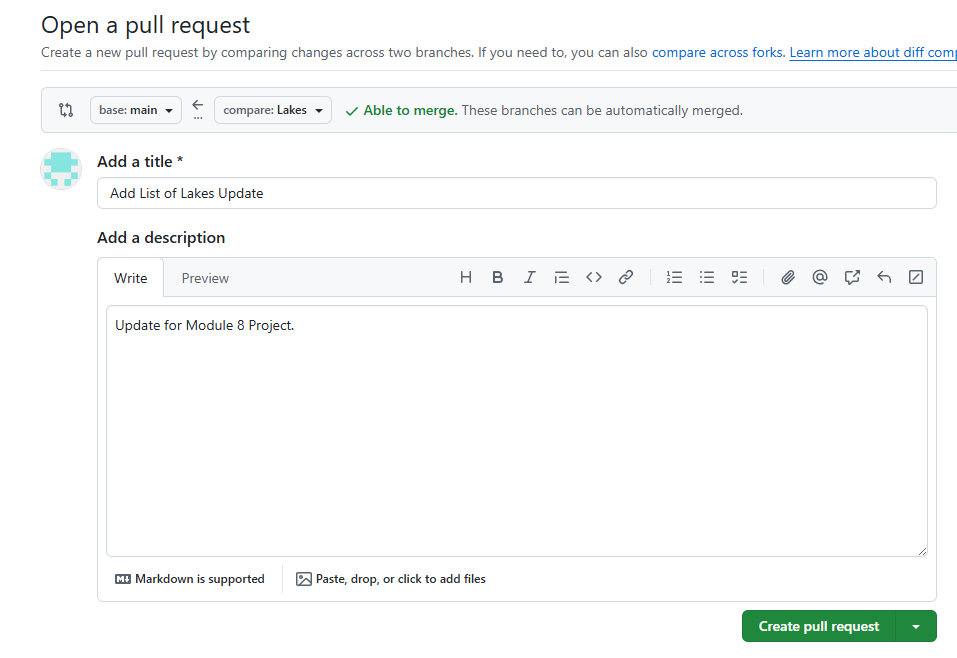 Open a pull request
Create a new pull request by comparing changes across two branches. If you need to, you can also compare across forks. Learn more about diff comp
base: main ← ... compare: Lakes ✓ Able to merge. These branches can be automatically merged.
Add a title *
Add List of Lakes Update
Add a description
Write Preview
Update for Module 8 Project.
Markdown is supported Paste, drop, or click to add files
Create pull request